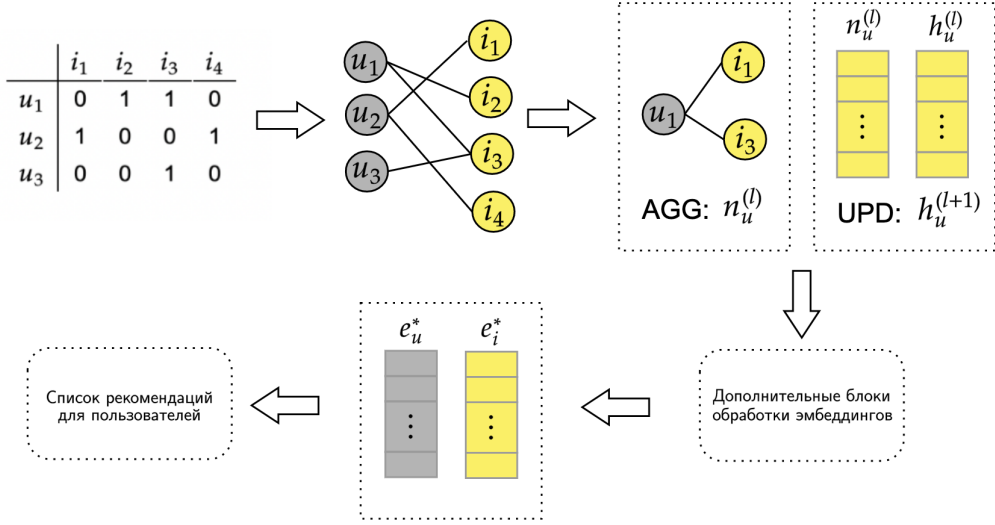 i₁ i₂ i₃ i₄
u₁ 0 1 1 0
u₂ 1 0 0 1
u₃ 0 0 1 0
u₁
u₂
u₃
i₁
i₂
i₃
i₄
u₁
i₁
i₃
AGG: n_u^(l)
n_u^(l) h_u^(l)
⋮ ⋮
UPD: h_u^(l+1)
Дополнительные блоки
обработки эмбеддингов
e_u^* e_i^*
⋮ ⋮
Список рекомендаций
для пользователей